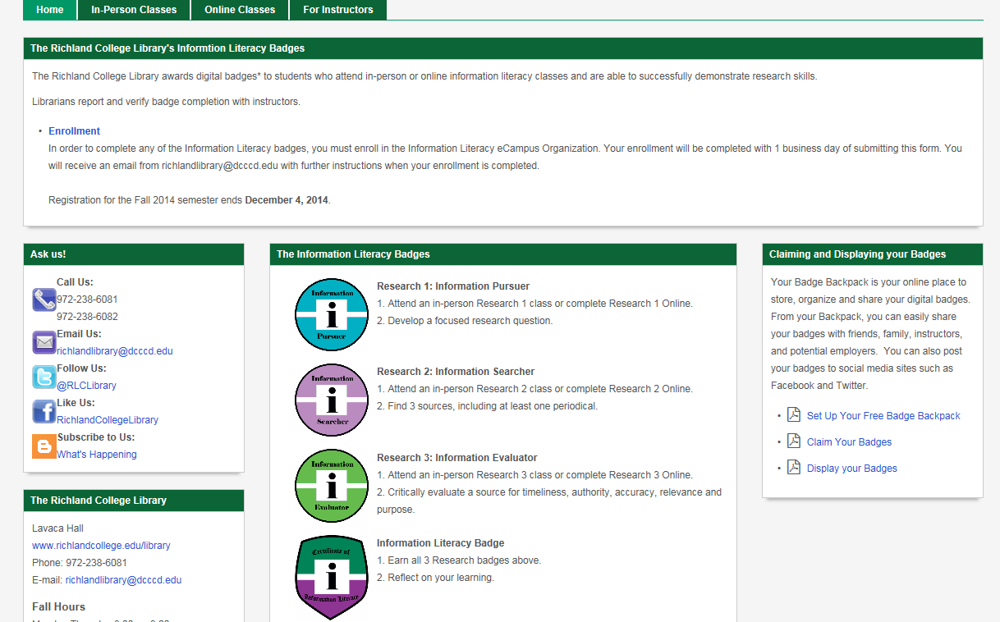 Home
In-Person Classes
Online Classes
For Instructors
The Richland College Library's Informtion Literacy Badges
The Richland College Library awards digital badges* to students who attend in-person or online information literacy classes and are able to successfully demonstrate research skills.
Librarians report and verify badge completion with instructors.
• Enrollment
In order to complete any of the Information Literacy badges, you must enroll in the Information Literacy eCampus Organization. Your enrollment will be completed with 1 business day of submitting this form. You
will receive an email from richlandlibrary@dcccd.edu with further instructions when your enrollment is completed.
Registration for the Fall 2014 semester ends December 4, 2014.
Ask us!
Call Us:
972-238-6081
972-238-6082
Email Us:
richlandlibrary@dcccd.edu
Follow Us:
@RLCLibrary
Like Us:
RichlandCollegeLibrary
Subscribe to Us:
What's Happening
The Richland College Library
Lavaca Hall
www.richlandcollege.edu/library
Phone: 972-238-6081
E-mail: richlandlibrary@dcccd.edu
Fall Hours
The Information Literacy Badges
Information
i
Pursuer
Research 1: Information Pursuer
1. Attend an in-person Research 1 class or complete Research 1 Online.
2. Develop a focused research question.
Information
i
Searcher
Research 2: Information Searcher
1. Attend an in-person Research 2 class or complete Research 2 Online.
2. Find 3 sources, including at least one periodical.
Information
i
Evaluator
Research 3: Information Evaluator
1. Attend an in-person Research 3 class or complete Research 3 Online.
2. Critically evaluate a source for timeliness, authority, accuracy, relevance and
purpose.
Certificate of
i
Information Literacy
Information Literacy Badge
1. Earn all 3 Research badges above.
2. Reflect on your learning.
Claiming and Displaying your Badges
Your Badge Backpack is your online place to
store, organize and share your digital badges.
From your Backpack, you can easily share
your badges with friends, family, instructors,
and potential employers. You can also post
your badges to social media sites such as
Facebook and Twitter.
• Set Up Your Free Badge Backpack
• Claim Your Badges
• Display your Badges